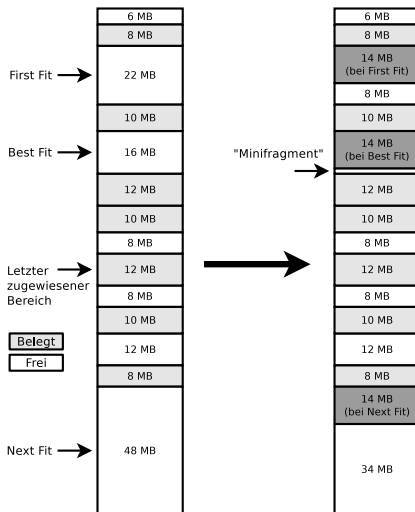 6 MB
8 MB
First Fit
22 MB
10 MB
Best Fit
16 MB
12 MB
10 MB
8 MB
Letzter
zugewiesener
Bereich
12 MB
8 MB
Belegt
10 MB
Frei
12 MB
8 MB
Next Fit
48 MB
6 MB
8 MB
14 MB
(bei First Fit)
8 MB
10 MB
14 MB
(bei Best Fit)
"Minifragment"
12 MB
10 MB
8 MB
12 MB
8 MB
10 MB
12 MB
8 MB
14 MB
(bei Next Fit)
34 MB